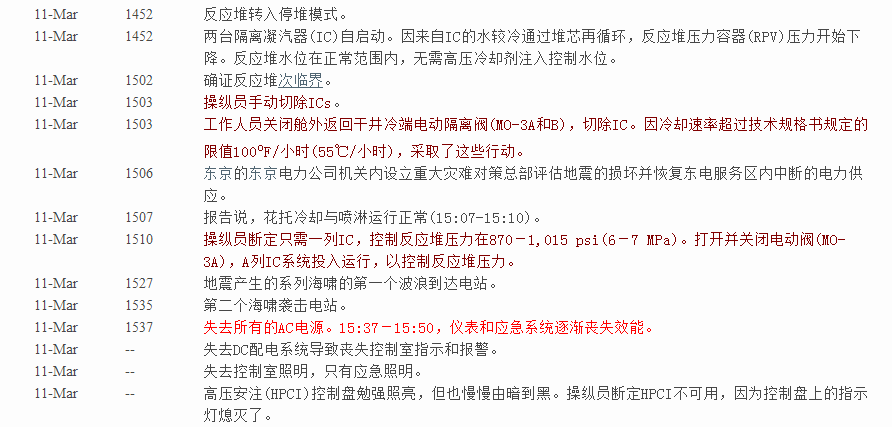 11-Mar 1452 反应堆转入停堆模式。
11-Mar 1452 两台隔离凝汽器(IC)自启动。因来自IC的水较冷通过堆芯再循环，反应堆压力容器(RPV)压力开始下
降。反应堆水位在正常范围内，无需高压冷却剂注入控制水位。
11-Mar 1502 确证反应堆次临界。
11-Mar 1503 操纵员手动切除ICs。
11-Mar 1503 工作人员关闭舱外返回干井冷端电动隔离阀(MO-3A和B)，切除IC。因冷却速率超过技术规格书规定的
限值100ºF/小时(55℃/小时)，采取了这些行动。
11-Mar 1506 东京的东京电力公司机关内设立重大灾难对策总部评估地震的损坏并恢复东电服务区内中断的电力供
应。
11-Mar 1507 报告说，花托冷却与喷淋运行正常(15:07-15:10)。
11-Mar 1510 操纵员断定只需一列IC，控制反应堆压力在870－1,015 psi(6－7 MPa)。打开并关闭电动阀(MO-
3A)，A列IC系统投入运行，以控制反应堆压力。
11-Mar 1527 地震产生的系列海啸的第一个波浪到达电站。
11-Mar 1535 第二个海啸袭击电站。
11-Mar 1537 失去所有的AC电源。15:37－15:50，仪表和应急系统逐渐丧失效能。
11-Mar -- 失去DC配电系统导致丧失控制室指示和报警。
11-Mar -- 失去控制室照明，只有应急照明。
11-Mar -- 高压安注(HPCI)控制盘勉强照亮，但也慢慢由暗到黑。操纵员断定HPCI不可用，因为控制盘上的指示
灯熄灭了。